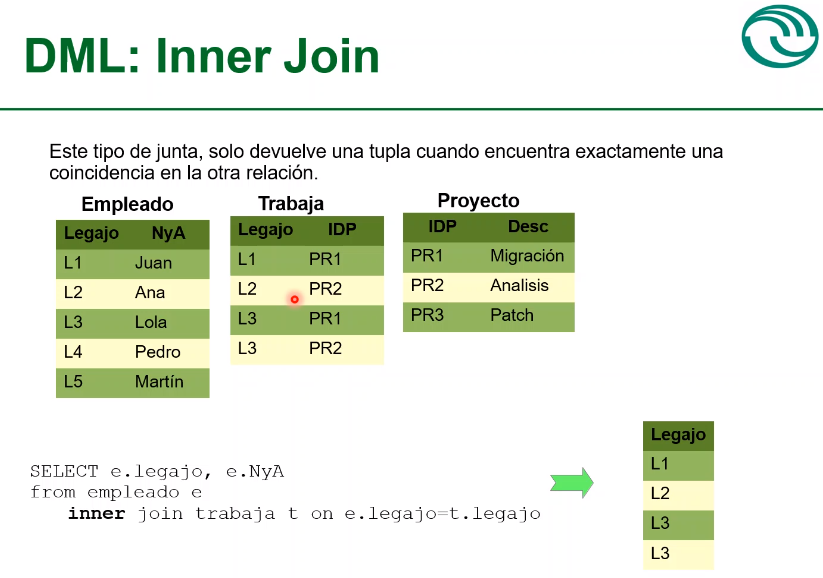 DML: Inner Join
Este tipo de junta, solo devuelve una tupla cuando encuentra exactamente una
coincidencia en la otra relación.
Empleado
Legajo NyA
L1 Juan
L2 Ana
L3 Lola
L4 Pedro
L5 Martín
Trabaja
Legajo IDP
L1 PR1
L2 PR2
L3 PR1
L3 PR2
Proyecto
IDP Desc
PR1 Migración
PR2 Analisis
PR3 Patch
SELECT e.legajo, e.NyA
from empleado e
inner join trabaja t on e.legajo=t.legajo
Legajo
L1
L2
L3
L3